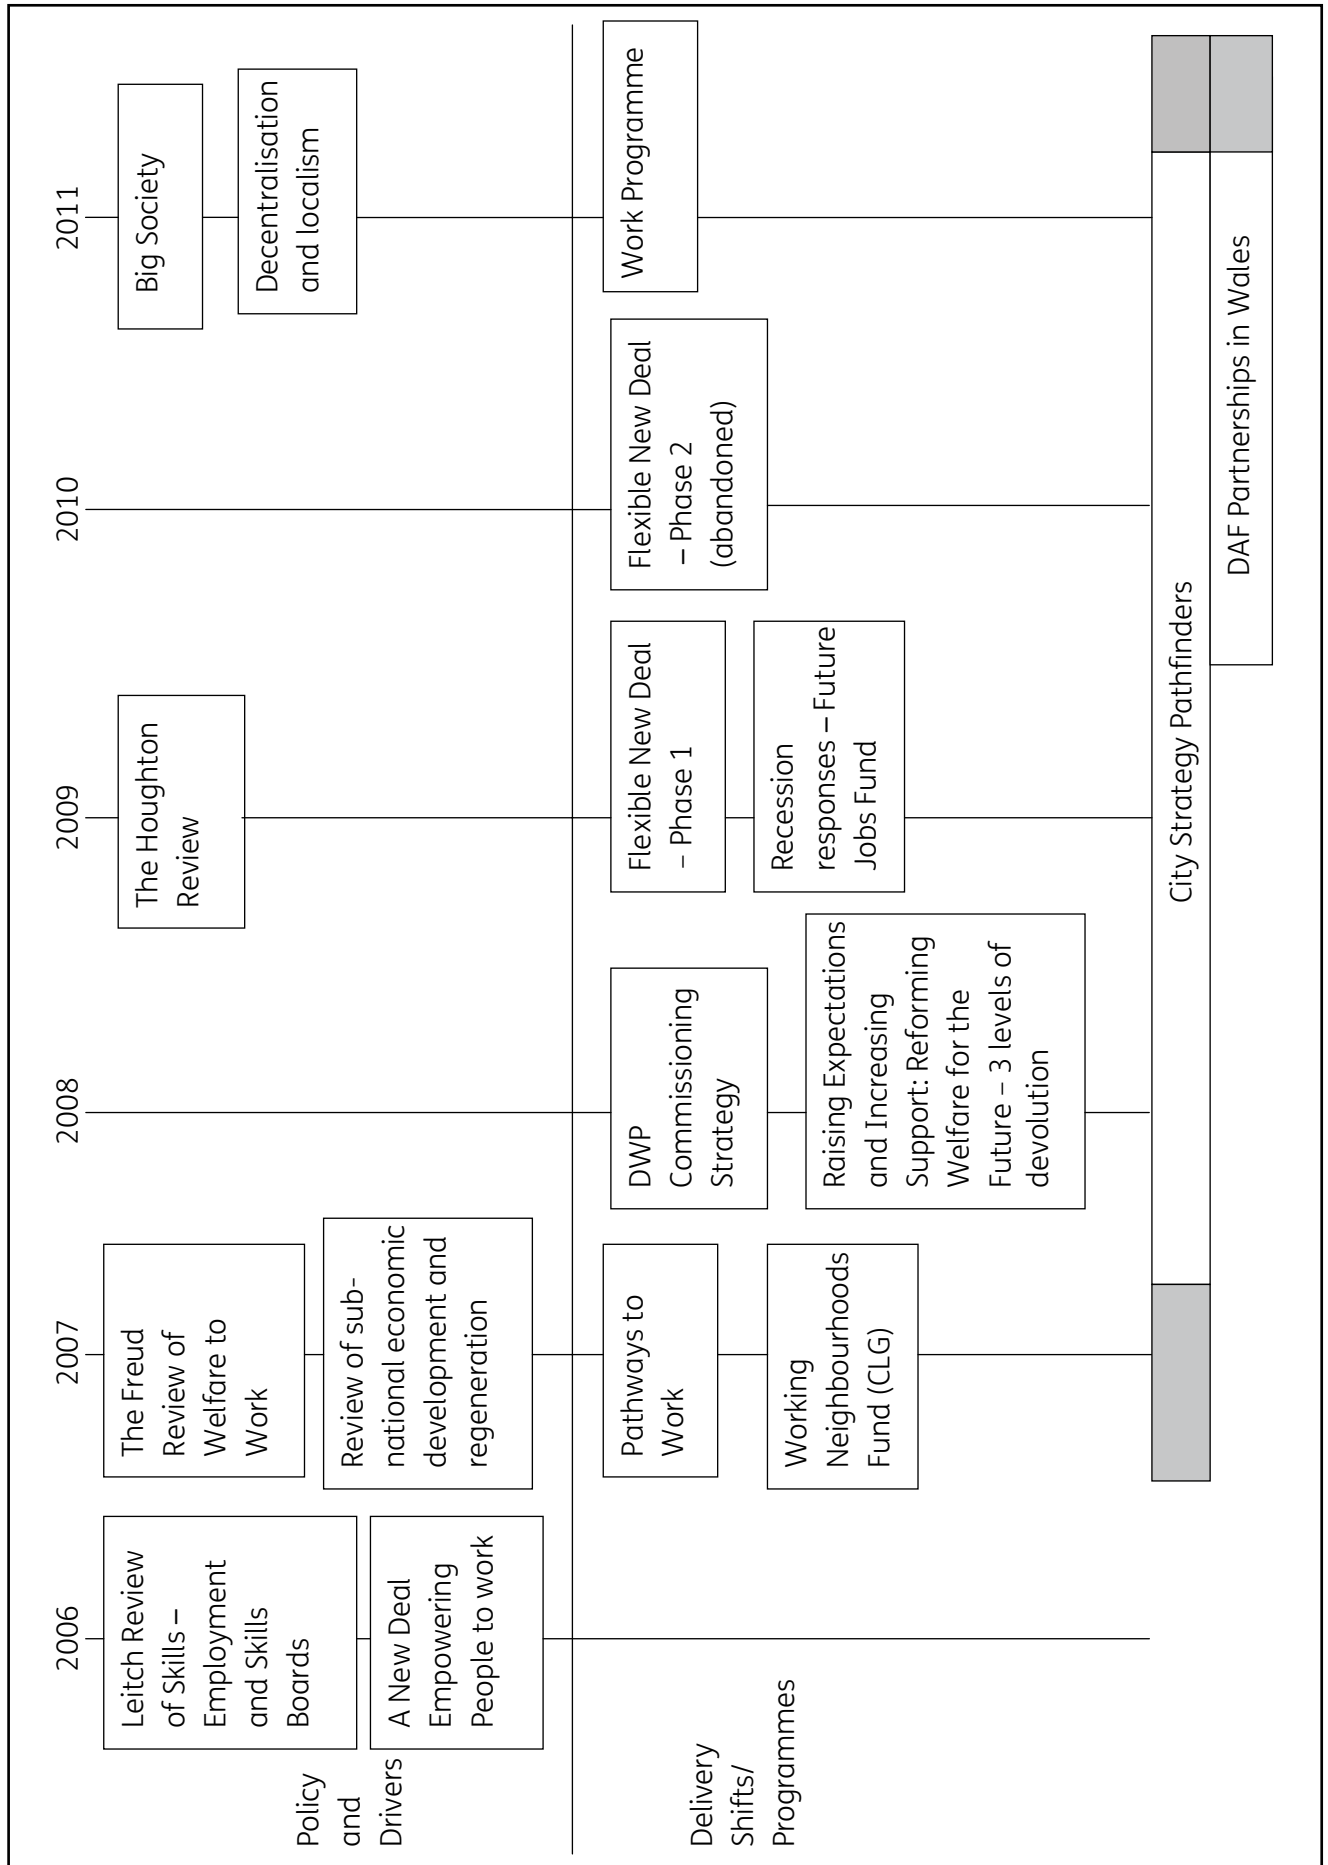 2006
2007
2008
2009
2010
2011
Policy
and
Drivers
Leitch Review
of Skills –
Employment
and Skills
Boards
A New Deal
Empowering
People to work
The Freud
Review of
Welfare to
Work
Review of sub-
national economic
development and
regeneration
The Houghton
Review
Big Society
Decentralisation
and localism
Delivery
Shifts/
Programmes
Pathways to
Work
Working
Neighbourhoods
Fund (CLG)
DWP
Commissioning
Strategy
Raising Expectations
and Increasing
Support: Reforming
Welfare for the
Future – 3 levels of
devolution
Flexible New Deal
– Phase 1
Recession
responses – Future
Jobs Fund
Flexible New Deal
– Phase 2
(abandoned)
Work Programme
City Strategy Pathfinders
DAF Partnerships in Wales